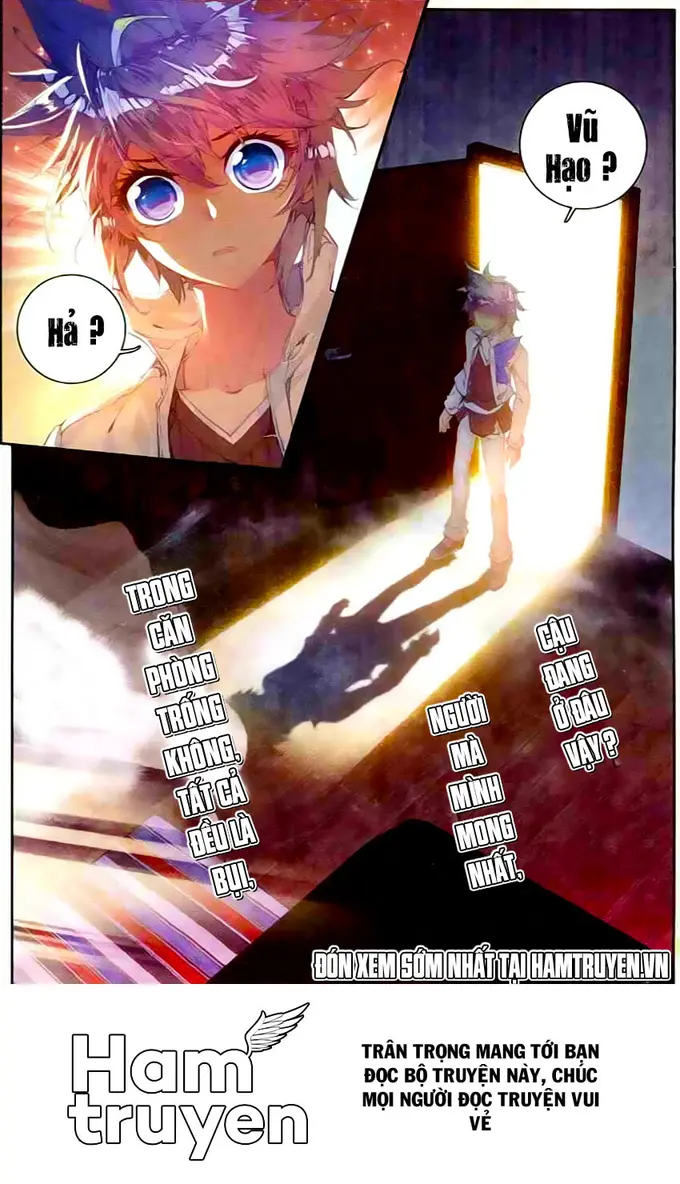 Vũ
Hạo ?
Hả ?
TRONG
CĂN
PHÒNG
TRỐNG
KHÔNG,
TẤT CẢ
ĐỀU LÀ
BỤI,
NGƯỜI
MÀ
MÌNH
MONG
NHẤT,
CẬU
ĐANG
Ở ĐÂU
VẬY ?
ĐÓN XEM SỚM NHẤT TẠI HAMTRUYEN.VN
Ham
truyen
TRÂN TRỌNG MANG TỚI BẠN
ĐỌC BỘ TRUYỆN NÀY, CHÚC
MỌI NGƯỜI ĐỌC TRUYỆN VUI
VẺ